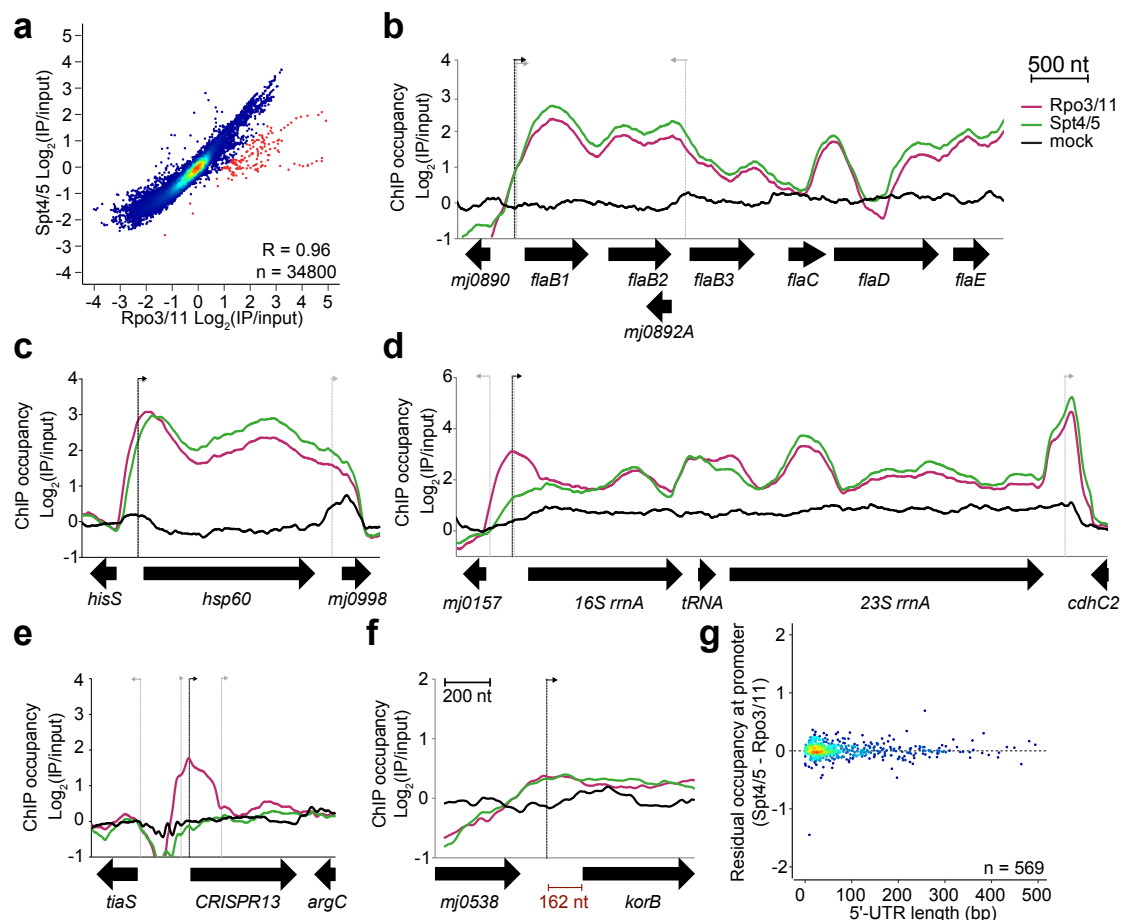 a
5
4
3
2
1
0
-1
-2
-3
-4
Spt4/5 Log2(IP/input)
R = 0.96
n = 34800
-4 -3 -2 -1 0 1 2 3 4 5
Rpo3/11 Log2(IP/input)
b
4
3
2
1
0
-1
ChIP occupancy
Log2(IP/input)
500 nt
Rpo3/11
Spt4/5
mock
mj0890 flaB1 flaB2 flaB3 flaC flaD flaE
mj0892A
c
4
3
2
1
0
-1
ChIP occupancy
Log2(IP/input)
hisS hsp60 mj0998
d
6
4
2
0
ChIP occupancy
Log2(IP/input)
mj0157 16S rrnA tRNA 23S rrnA cdhC2
e
4
3
2
1
0
-1
ChIP occupancy
Log2(IP/input)
tiaS CRISPR13 argC
f
2
1
0
-1
ChIP occupancy
Log2(IP/input)
200 nt
mj0538 162 nt korB
g
2
1
0
-1
-2
Residual occupancy at promoter
(Spt4/5 - Rpo3/11)
n = 569
0 100 200 300 400 500
5'-UTR length (bp)